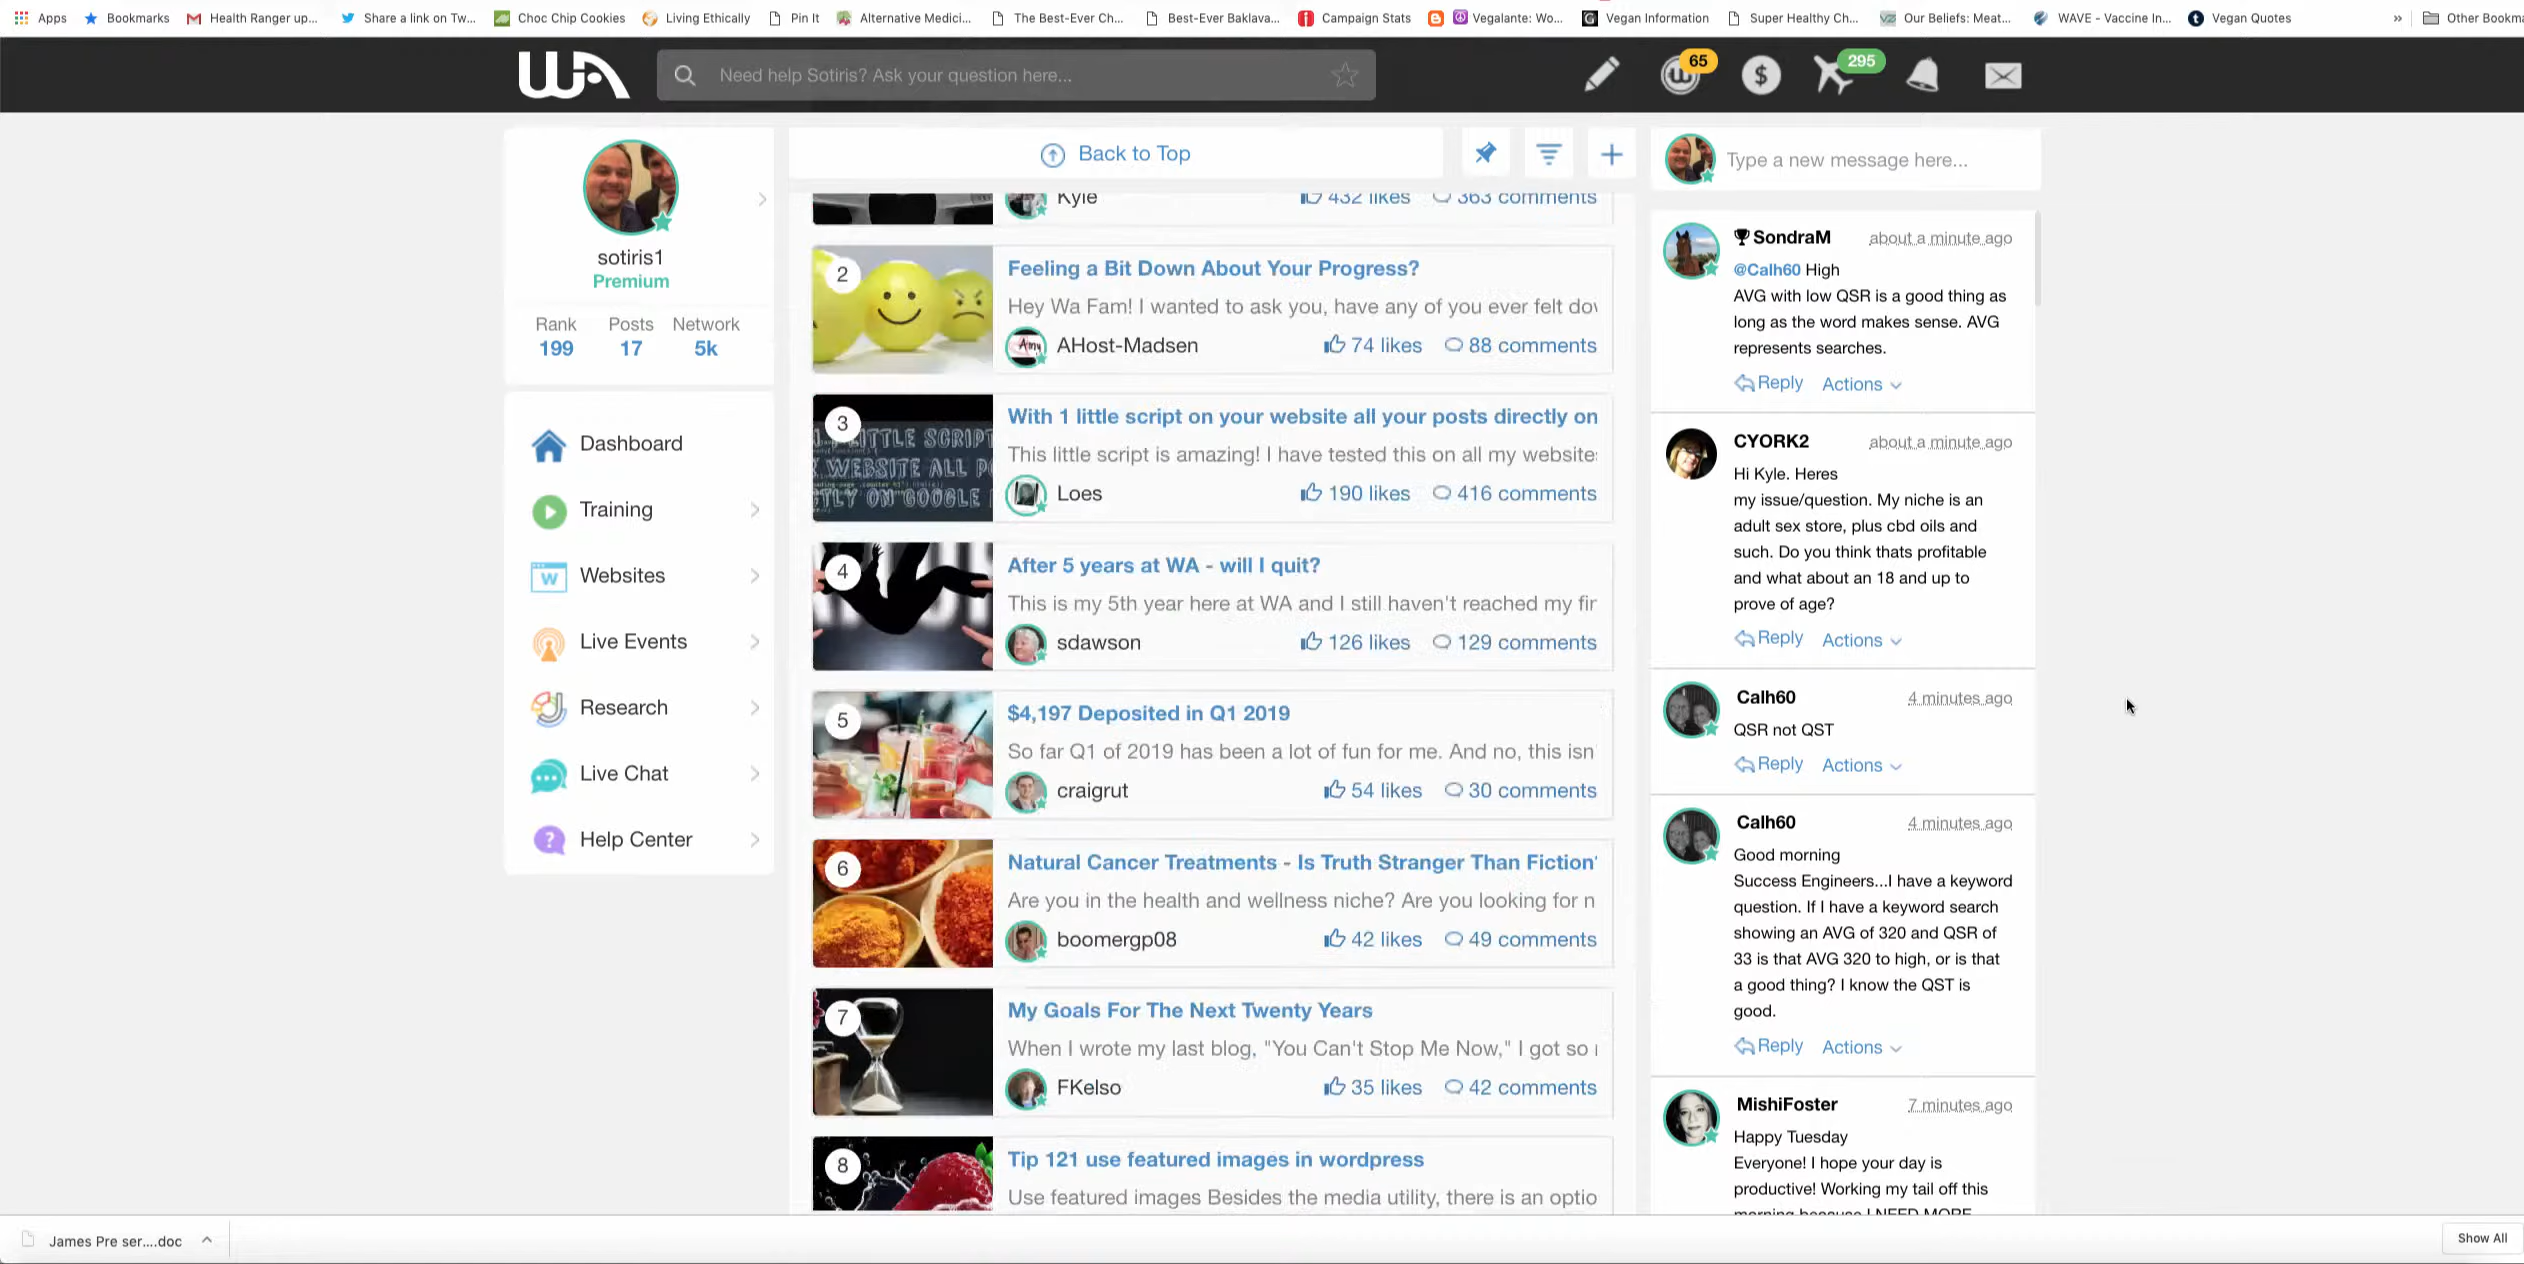 Apps Bookmarks Health Ranger up... Share a link on Tw... Choc Chip Cookies Living Ethically Pin It Alternative Medici... The Best-Ever Ch... Best-Ever Baklava... Campaign Stats Vegalante: Wo... Vegan Information Super Healthy Ch... Our Beliefs: Meat... WAVE - Vaccine In... Vegan Quotes » Other Bookma
WA
Need help Sotiris? Ask your question here...
65
$
295
sotiris1
Premium
Rank Posts Network
199 17 5k
Dashboard
Training
Websites
Live Events
Research
Live Chat
Help Center
Back to Top
Kyle 432 likes 363 comments
2
Feeling a Bit Down About Your Progress?
Hey Wa Fam! I wanted to ask you, have any of you ever felt dov
AHost-Madsen 74 likes 88 comments
3
LITTLE SCRIPT
WEBSITE ALL PO
TLY ON GOOGLE
With 1 little script on your website all your posts directly on
This little script is amazing! I have tested this on all my website
Loes 190 likes 416 comments
4
After 5 years at WA - will I quit?
This is my 5th year here at WA and I still haven't reached my fir
sdawson 126 likes 129 comments
5
$4,197 Deposited in Q1 2019
So far Q1 of 2019 has been a lot of fun for me. And no, this isn
craigrut 54 likes 30 comments
6
Natural Cancer Treatments - Is Truth Stranger Than Fiction
Are you in the health and wellness niche? Are you looking for n
boomergp08 42 likes 49 comments
7
My Goals For The Next Twenty Years
When I wrote my last blog, "You Can't Stop Me Now," I got so
FKelso 35 likes 42 comments
8
Tip 121 use featured images in wordpress
Use featured images Besides the media utility, there is an optio
Type a new message here...
SondraM about a minute ago
@Calh60 High
AVG with low QSR is a good thing as
long as the word makes sense. AVG
represents searches.
Reply Actions
CYORK2 about a minute ago
Hi Kyle. Heres
my issue/question. My niche is an
adult sex store, plus cbd oils and
such. Do you think thats profitable
and what about an 18 and up to
prove of age?
Reply Actions
Calh60 4 minutes ago
QSR not QST
Reply Actions
Calh60 4 minutes ago
Good morning
Success Engineers...I have a keyword
question. If I have a keyword search
showing an AVG of 320 and QSR of
33 is that AVG 320 to high, or is that
a good thing? I know the QST is
good.
Reply Actions
MishiFoster 7 minutes ago
Happy Tuesday
Everyone! I hope your day is
productive! Working my tail off this
morning because I NEED MORE
James Pre ser....doc
Show All